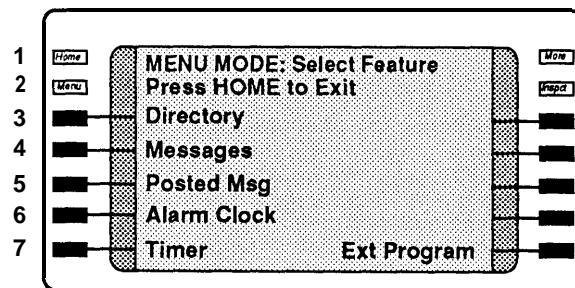 1 Home MENU MODE: Select Feature More
2 Menu Press HOME to Exit Inspct
3 Directory
4 Messages
5 Posted Msg
6 Alarm Clock
7 Timer Ext Program